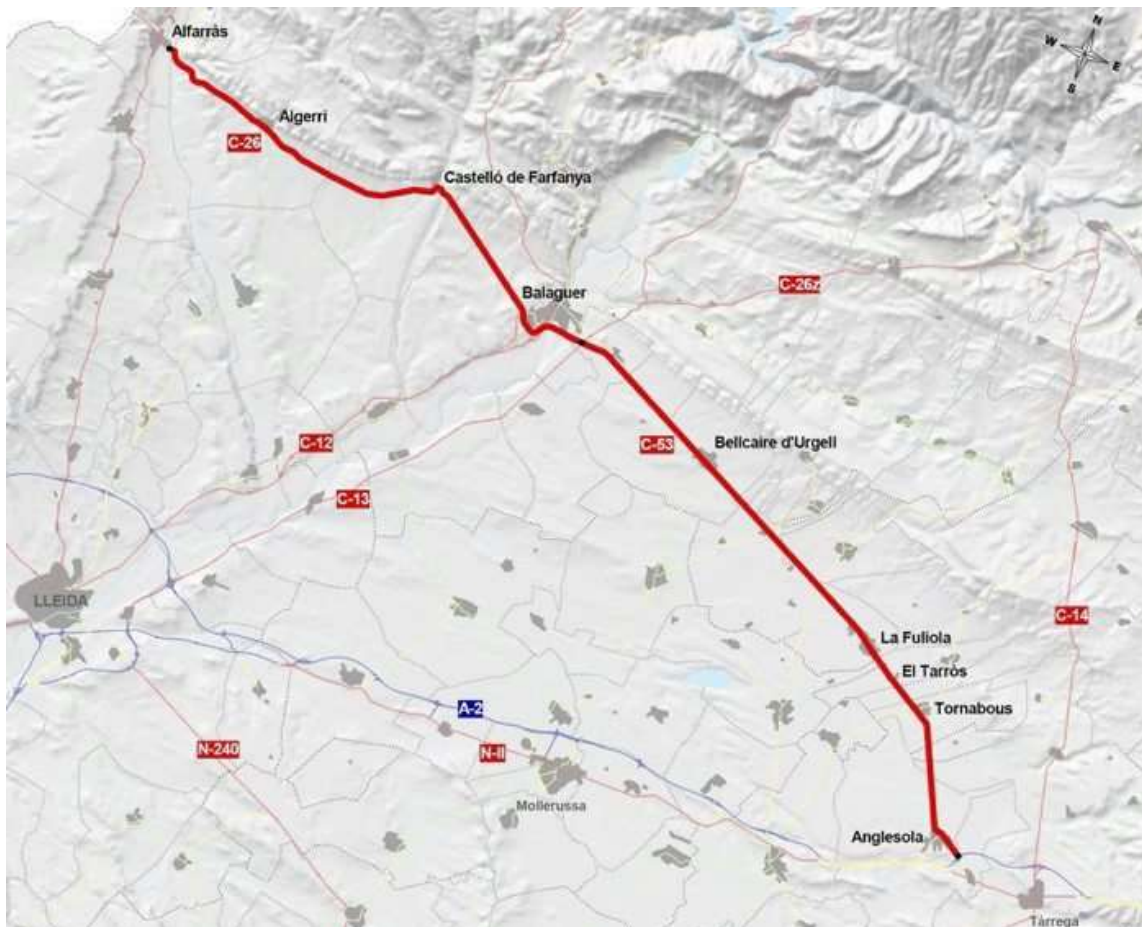 Alfarràs
N
W
E
S
Algerri
C-26
Castelló de Farfanya
Balaguer
C-26z
C-12
C-53
Bellcaire d'Urgell
C-13
LLEIDA
La Fuliola
C-14
El Tarròs
A-2
Tornabous
N-240
N-II
Mollerussa
Anglesola
Tàrrega